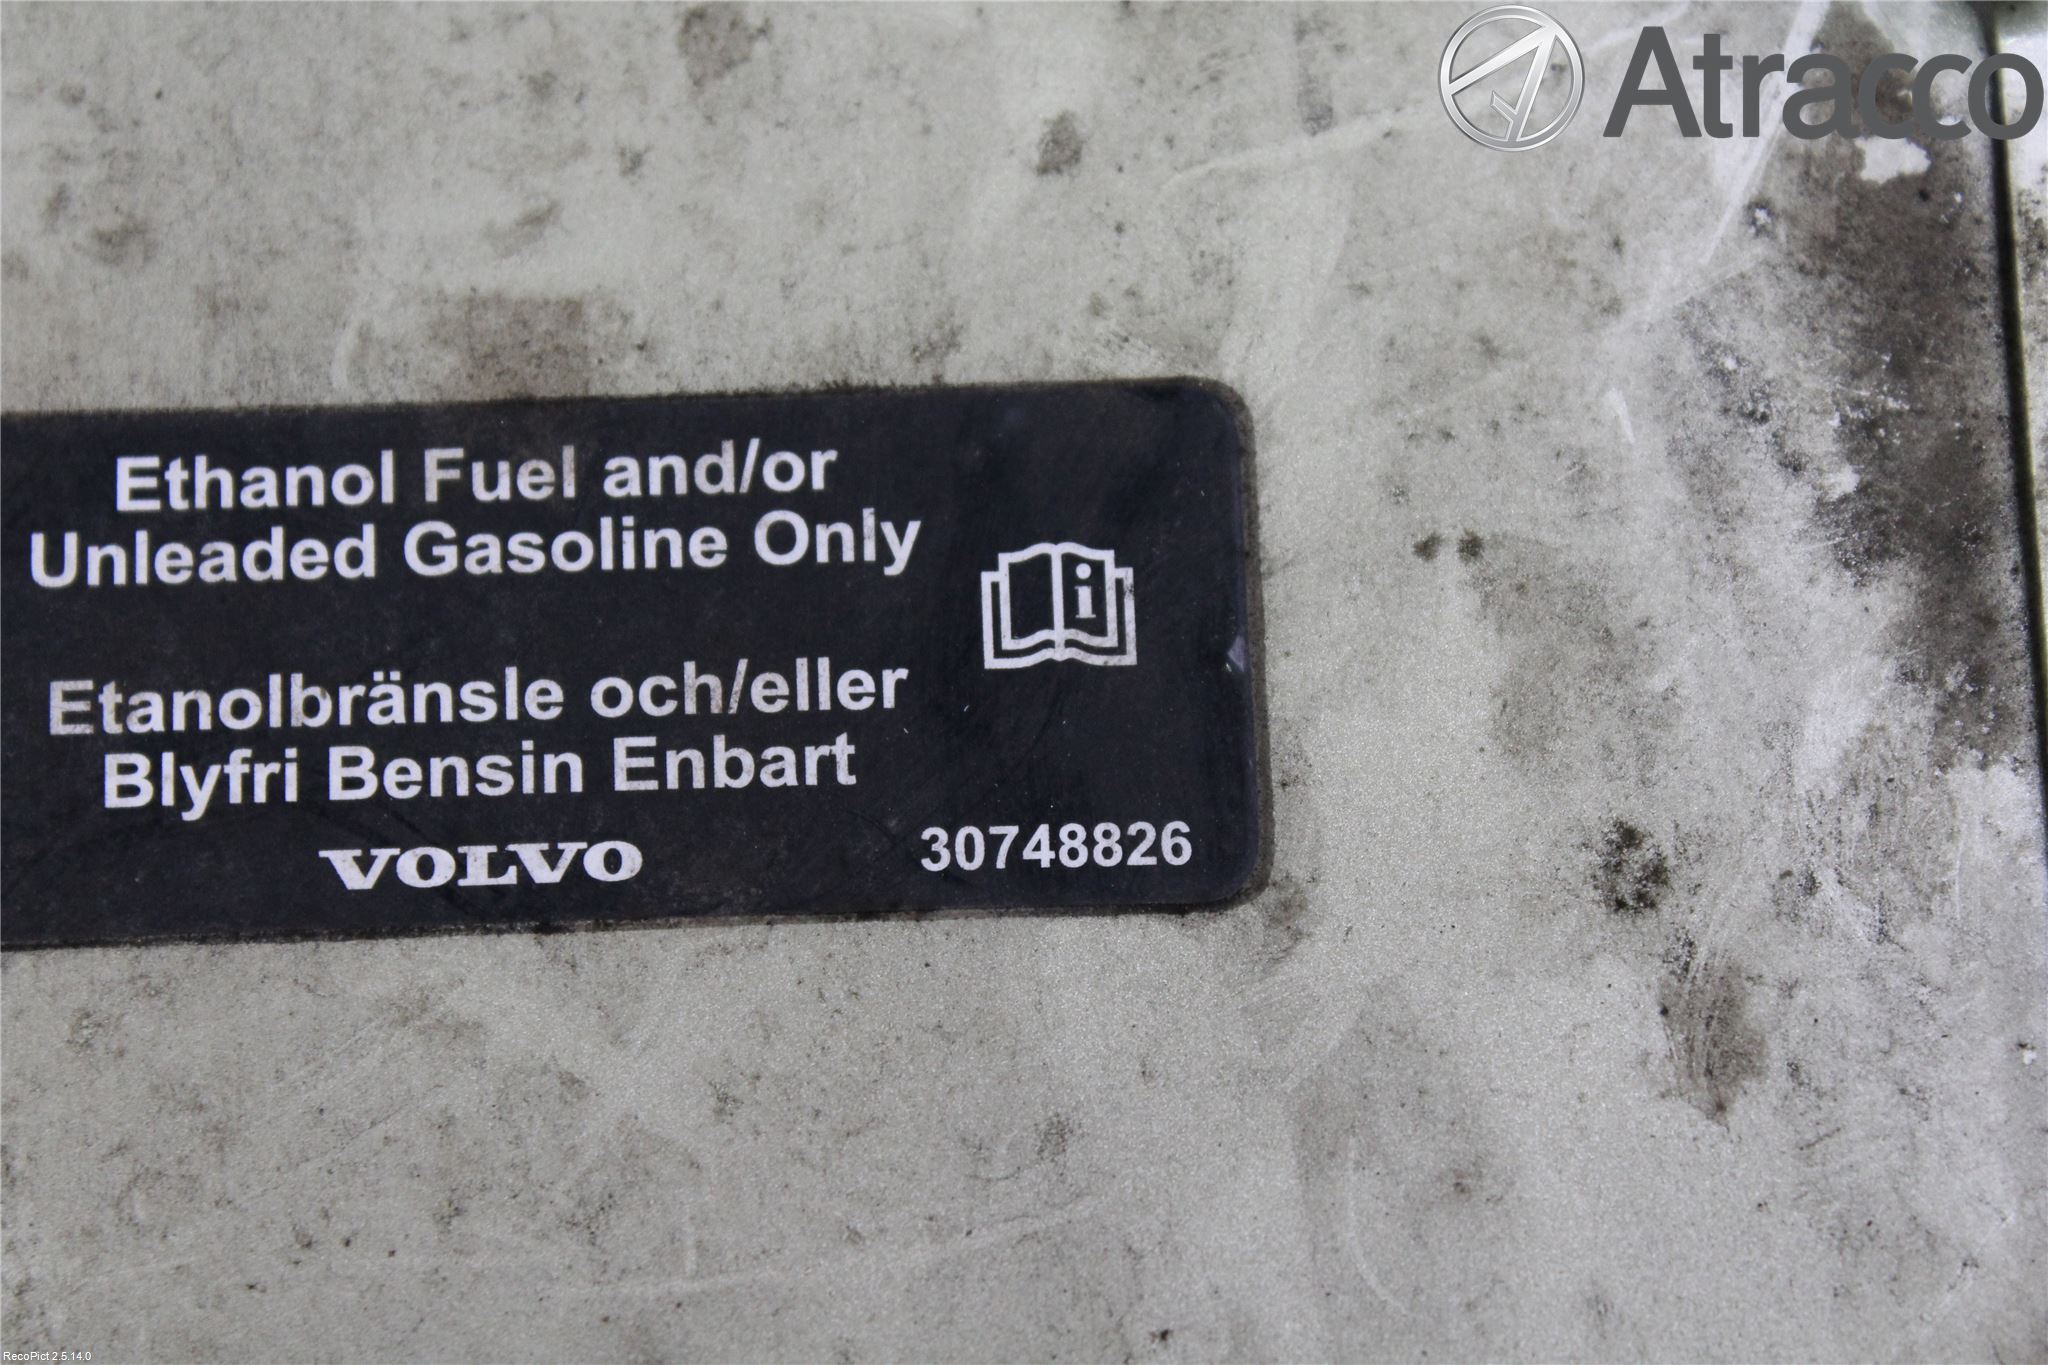 Atracco
Ethanol Fuel and/or
Unleaded Gasoline Only
i
Etanolbränsle och/eller
Blyfri Bensin Enbart
VOLVO
30748826
RecoPict 2.5.14.0